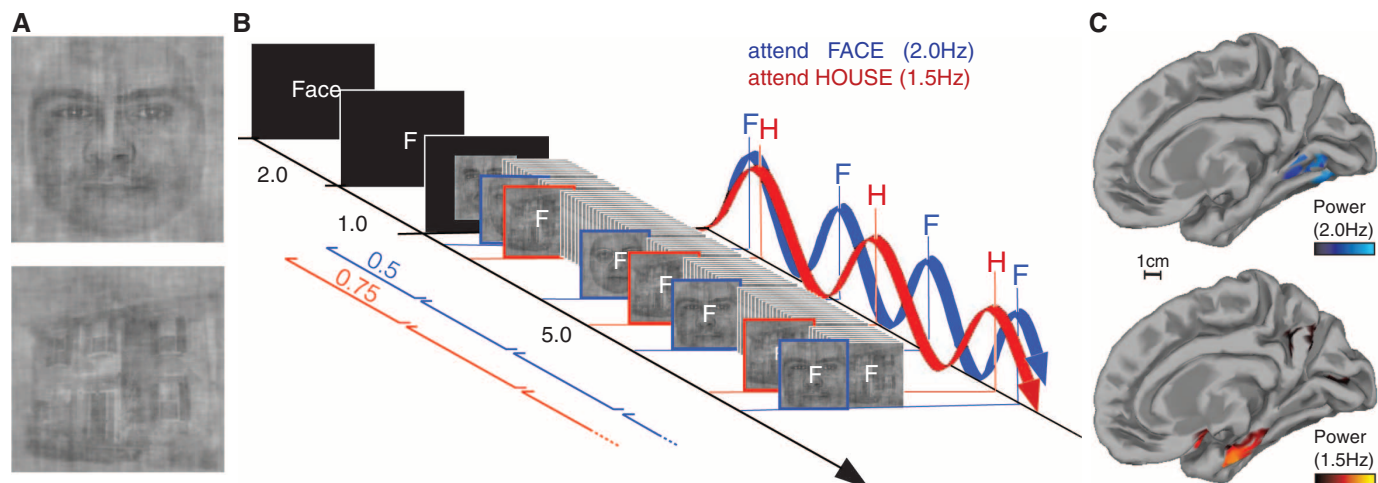 A
B
C
attend FACE (2.0Hz)
attend HOUSE (1.5Hz)
Face
F
F
F
F
F
F
F
F
F
2.0
1.0
5.0
0.5
0.75
F
H
F
H
F
H
F
Power
(2.0Hz)
1cm
Power
(1.5Hz)